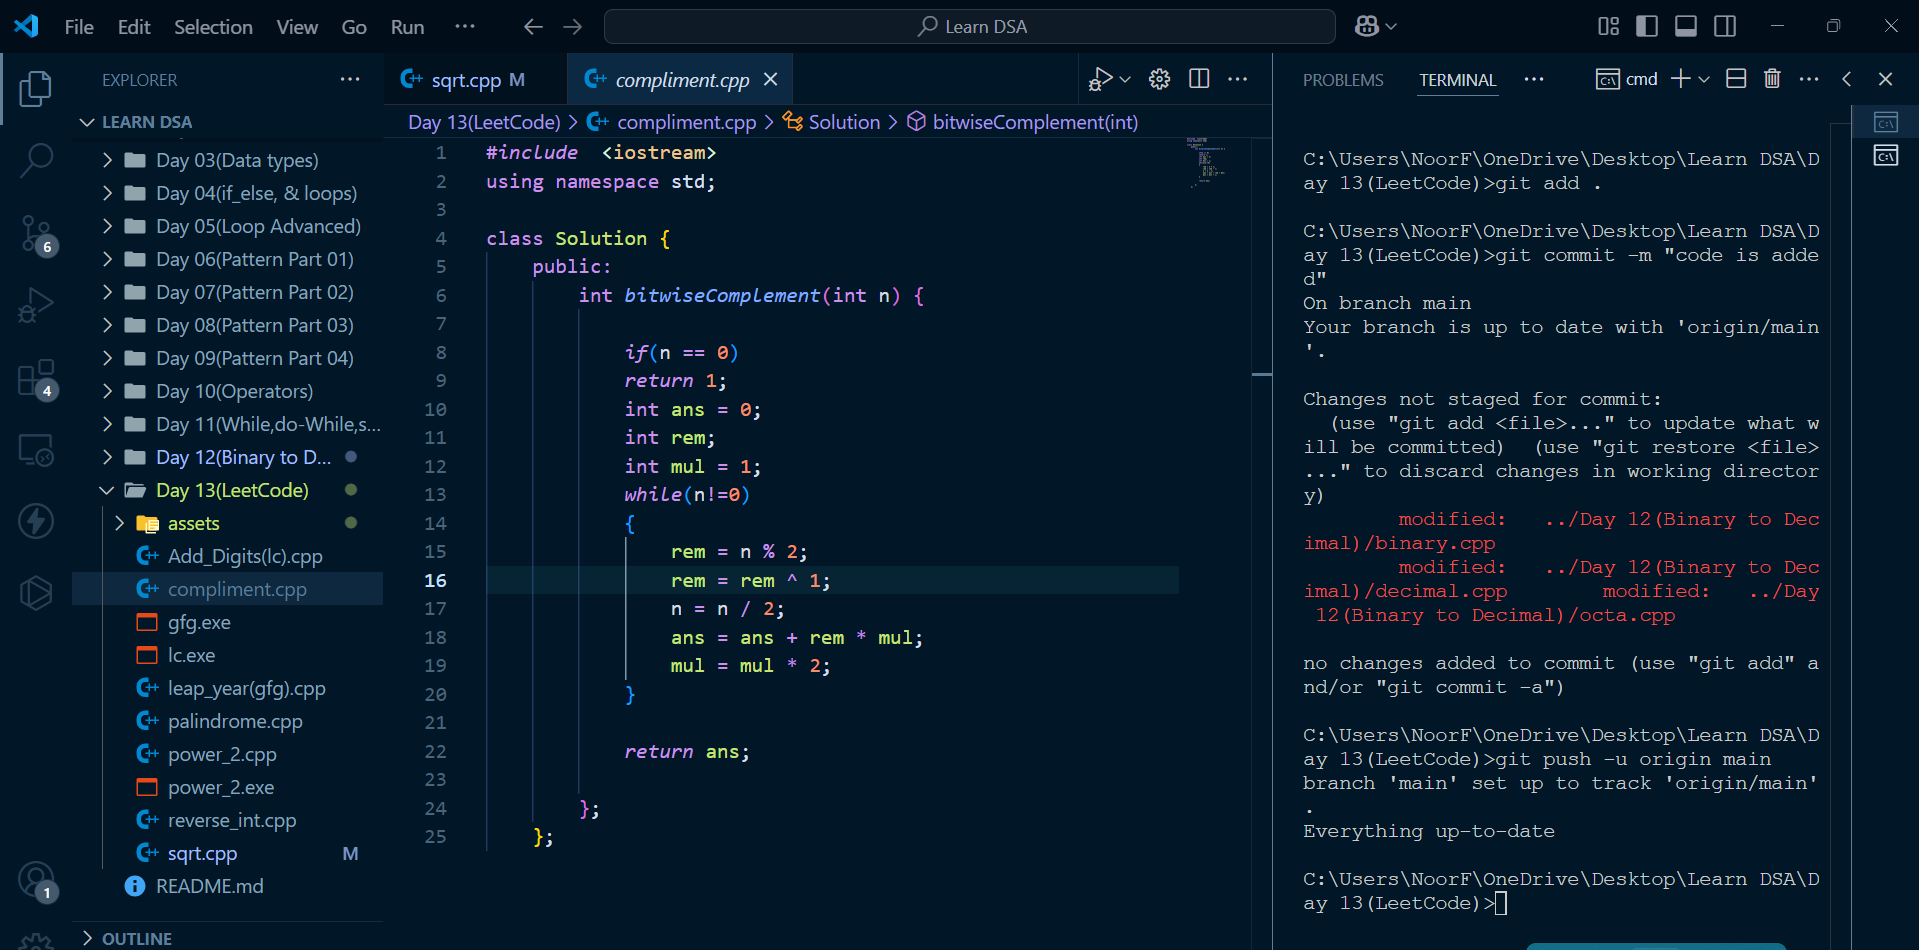 File Edit Selection View Go Run ...
Learn DSA
EXPLORER ...
LEARN DSA
Day 03(Data types)
Day 04(if_else, & loops)
Day 05(Loop Advanced)
Day 06(Pattern Part 01)
Day 07(Pattern Part 02)
Day 08(Pattern Part 03)
Day 09(Pattern Part 04)
Day 10(Operators)
Day 11(While,do-While,s...
Day 12(Binary to D...
Day 13(LeetCode)
assets
Add_Digits(lc).cpp
compliment.cpp
gfg.exe
lc.exe
leap_year(gfg).cpp
palindrome.cpp
power_2.cpp
power_2.exe
reverse_int.cpp
sqrt.cpp M
README.md
OUTLINE
6
4
1
sqrt.cpp M
compliment.cpp
Day 13(LeetCode) > compliment.cpp > Solution > bitwiseComplement(int)
1 #include  <iostream>
2 using namespace std;
3
4 class Solution {
5 public:
6 int bitwiseComplement(int n) {
7
8 if(n == 0)
9 return 1;
10 int ans = 0;
11 int rem;
12 int mul = 1;
13 while(n!=0)
14 {
15 rem = n % 2;
16 rem = rem ^ 1;
17 n = n / 2;
18 ans = ans + rem * mul;
19 mul = mul * 2;
20 }
21
22 return ans;
23
24 };
25 };
PROBLEMS TERMINAL ... cmd
C:\Users\NoorF\OneDrive\Desktop\Learn DSA\D
ay 13(LeetCode)>git add .
C:\Users\NoorF\OneDrive\Desktop\Learn DSA\D
ay 13(LeetCode)>git commit -m "code is adde
d"
On branch main
Your branch is up to date with 'origin/main
'.
Changes not staged for commit:
(use "git add <file>..." to update what w
ill be committed)  (use "git restore <file>
..." to discard changes in working director
y)
modified:   ../Day 12(Binary to Dec
imal)/binary.cpp
modified:   ../Day 12(Binary to Dec
imal)/decimal.cpp        modified:   ../Day
12(Binary to Decimal)/octa.cpp
no changes added to commit (use "git add" a
nd/or "git commit -a")
C:\Users\NoorF\OneDrive\Desktop\Learn DSA\D
ay 13(LeetCode)>git push -u origin main
branch 'main' set up to track 'origin/main'
.
Everything up-to-date
C:\Users\NoorF\OneDrive\Desktop\Learn DSA\D
ay 13(LeetCode)>